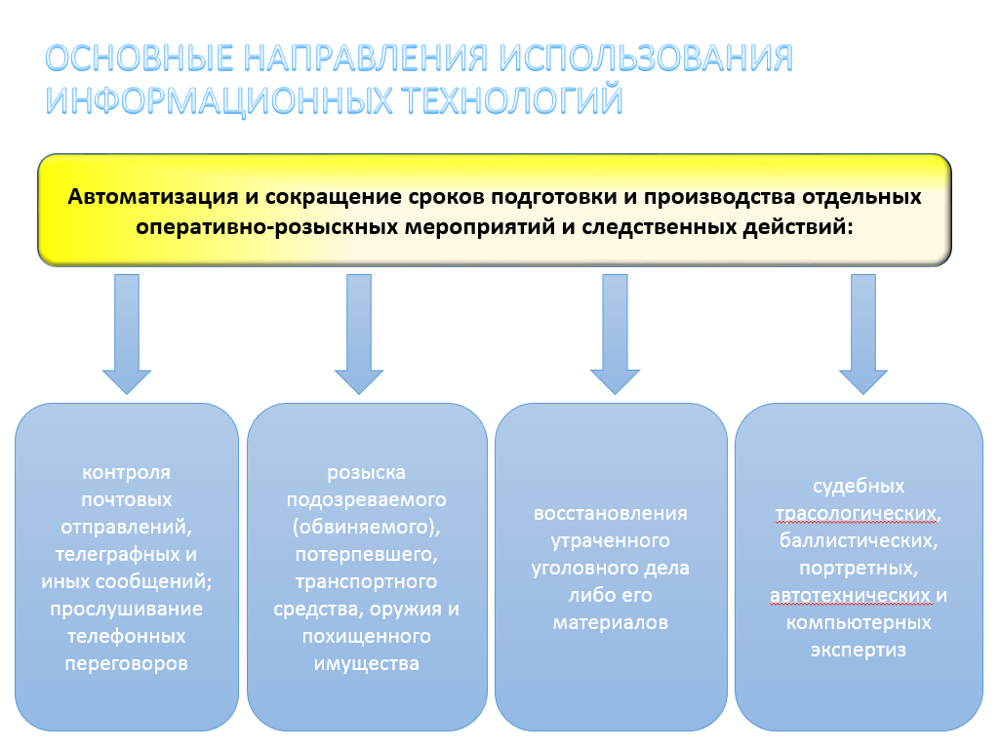 ОСНОВНЫЕ НАПРАВЛЕНИЯ ИСПОЛЬЗОВАНИЯ
ИНФОРМАЦИОННЫХ ТЕХНОЛОГИЙ
Автоматизация и сокращение сроков подготовки и производства отдельных
оперативно-розыскных мероприятий и следственных действий:
контроля
почтовых
отправлений,
телеграфных и
иных сообщений;
прослушивание
телефонных
переговоров
розыска
подозреваемого
(обвиняемого),
потерпевшего,
транспортного
средства, оружия и
похищенного
имущества
восстановления
утраченного
уголовного дела
либо его
материалов
судебных
трасологических,
баллистических,
портретных,
автотехнических и
компьютерных
экспертиз